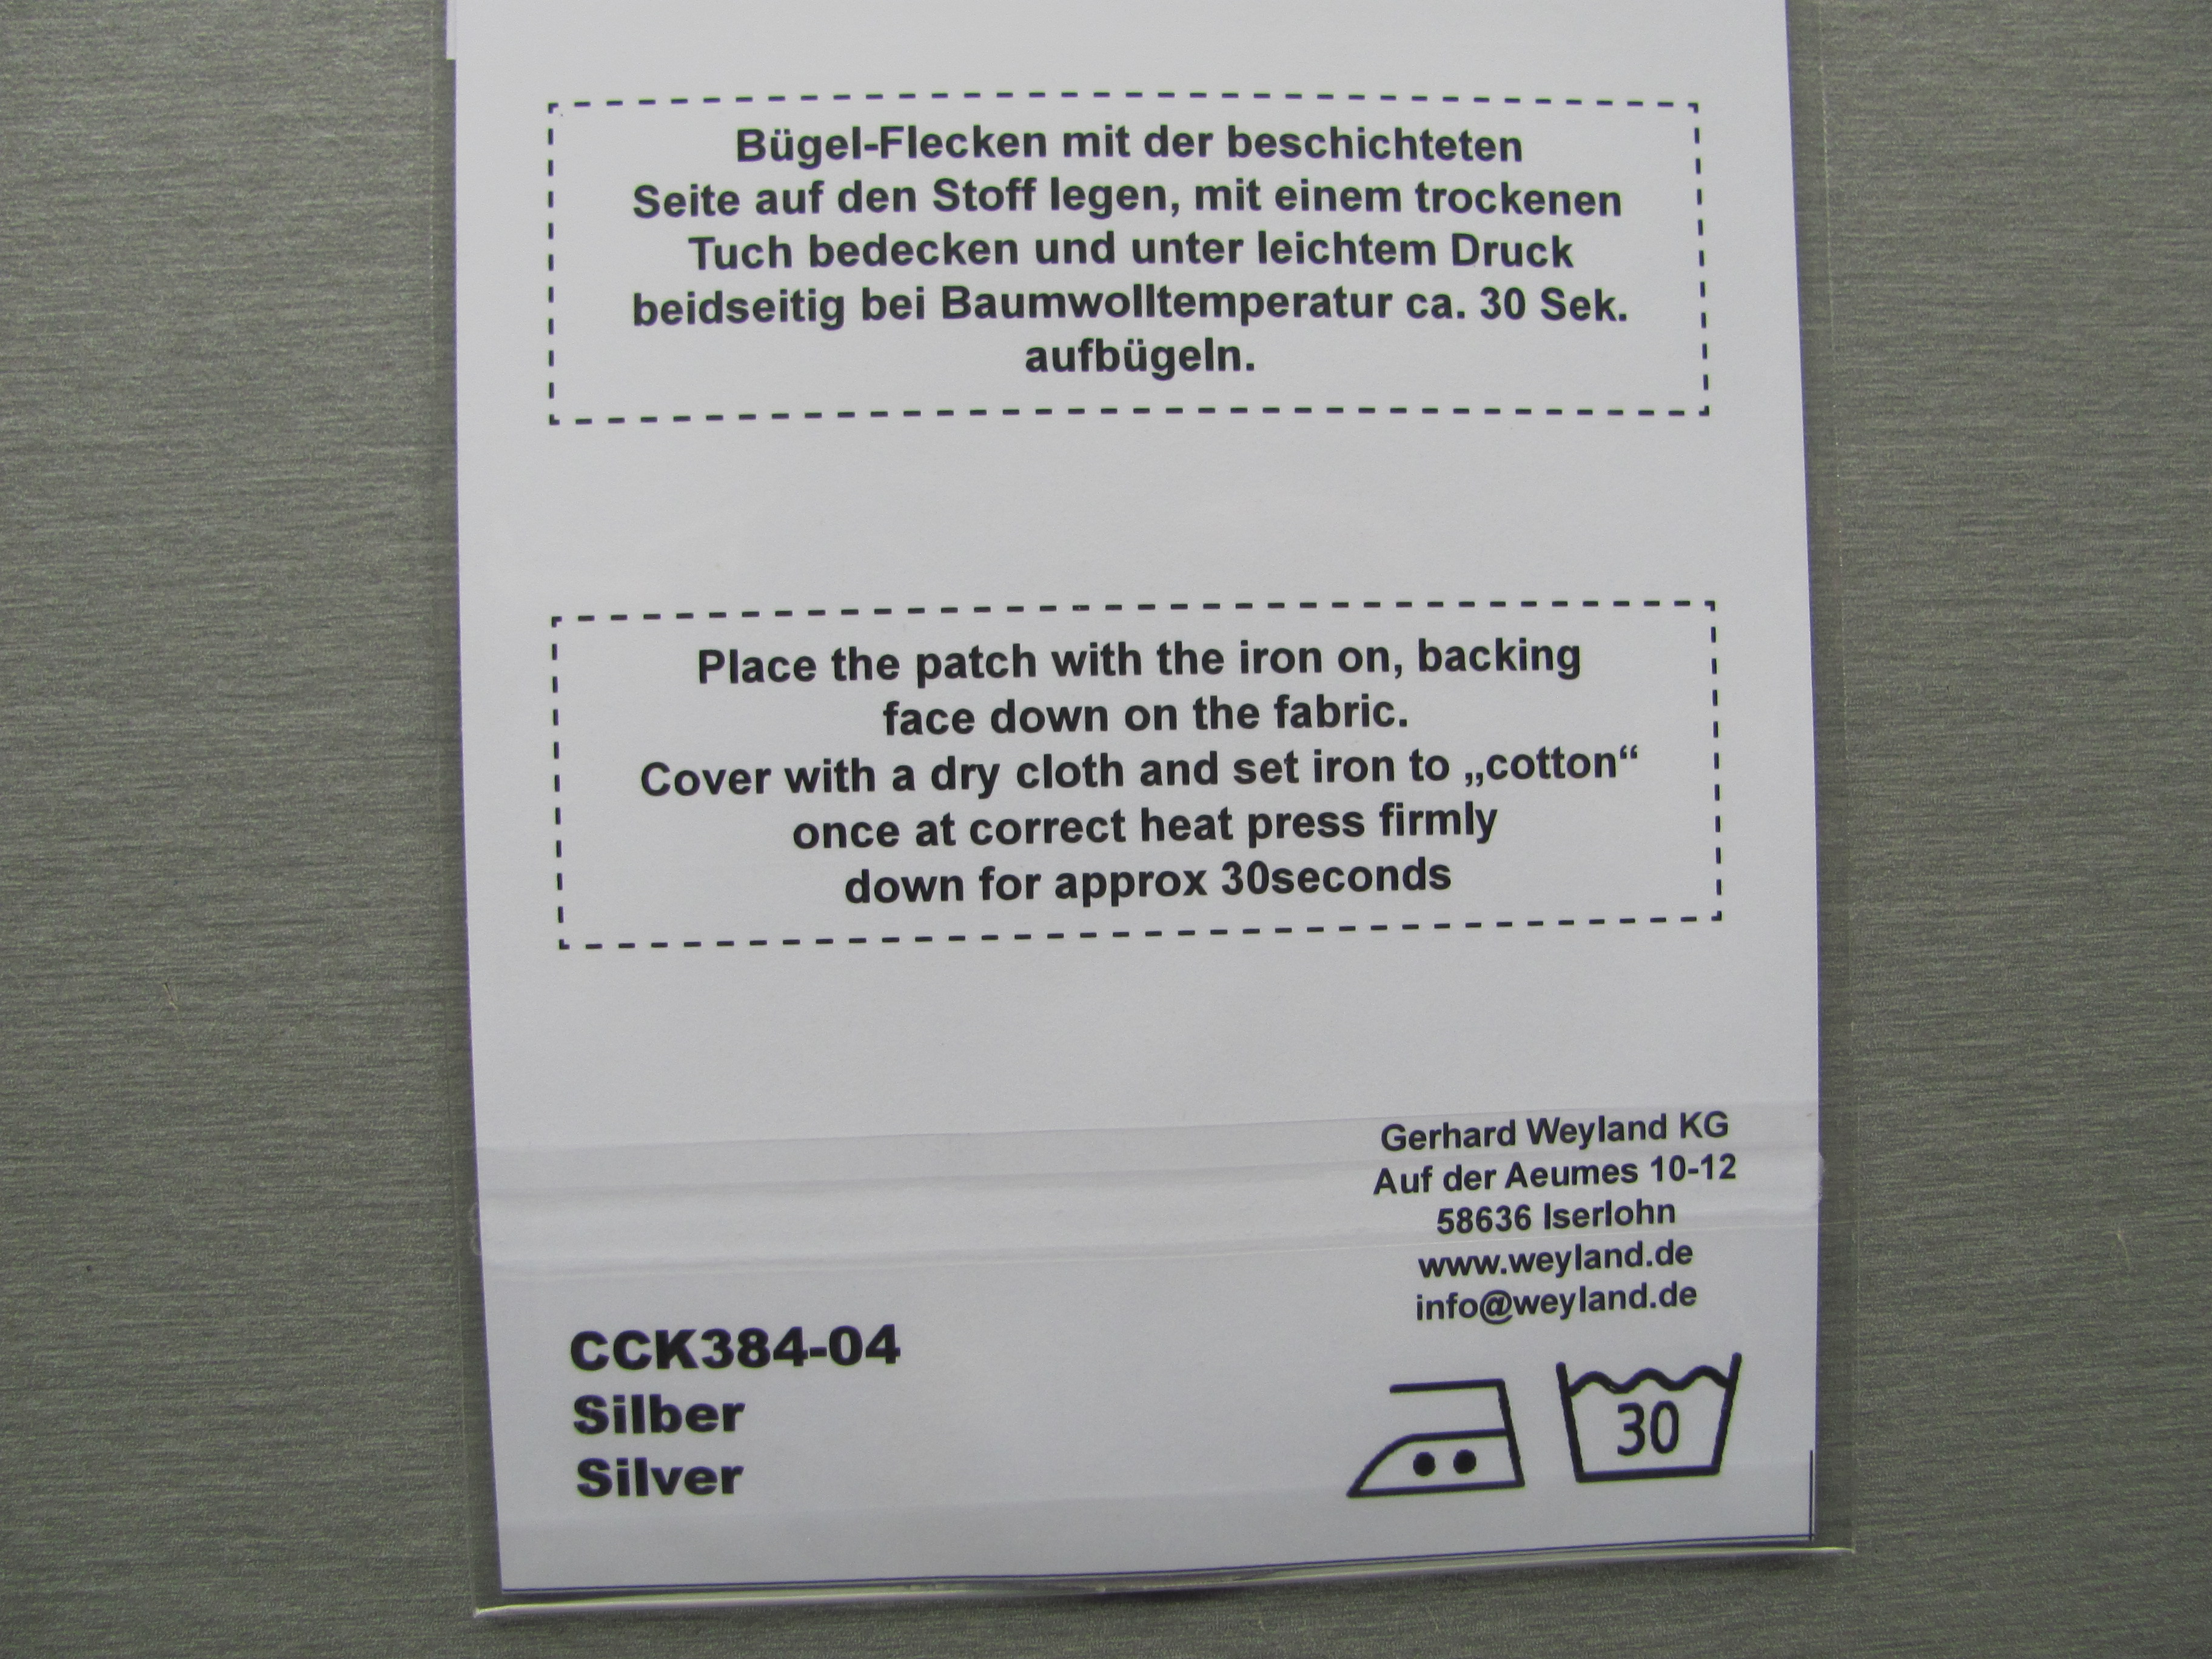 Bügel-Flecken mit der beschichteten
Seite auf den Stoff legen, mit einem trockenen
Tuch bedecken und unter leichtem Druck
beidseitig bei Baumwolltemperatur ca. 30 Sek.
aufbügeln.
Place the patch with the iron on, backing
face down on the fabric.
Cover with a dry cloth and set iron to „cotton“
once at correct heat press firmly
down for approx 30seconds
Gerhard Weyland KG
Auf der Aeumes 10-12
58636 Iserlohn
www.weyland.de
info@weyland.de
CCK384-04
Silber
Silver
30